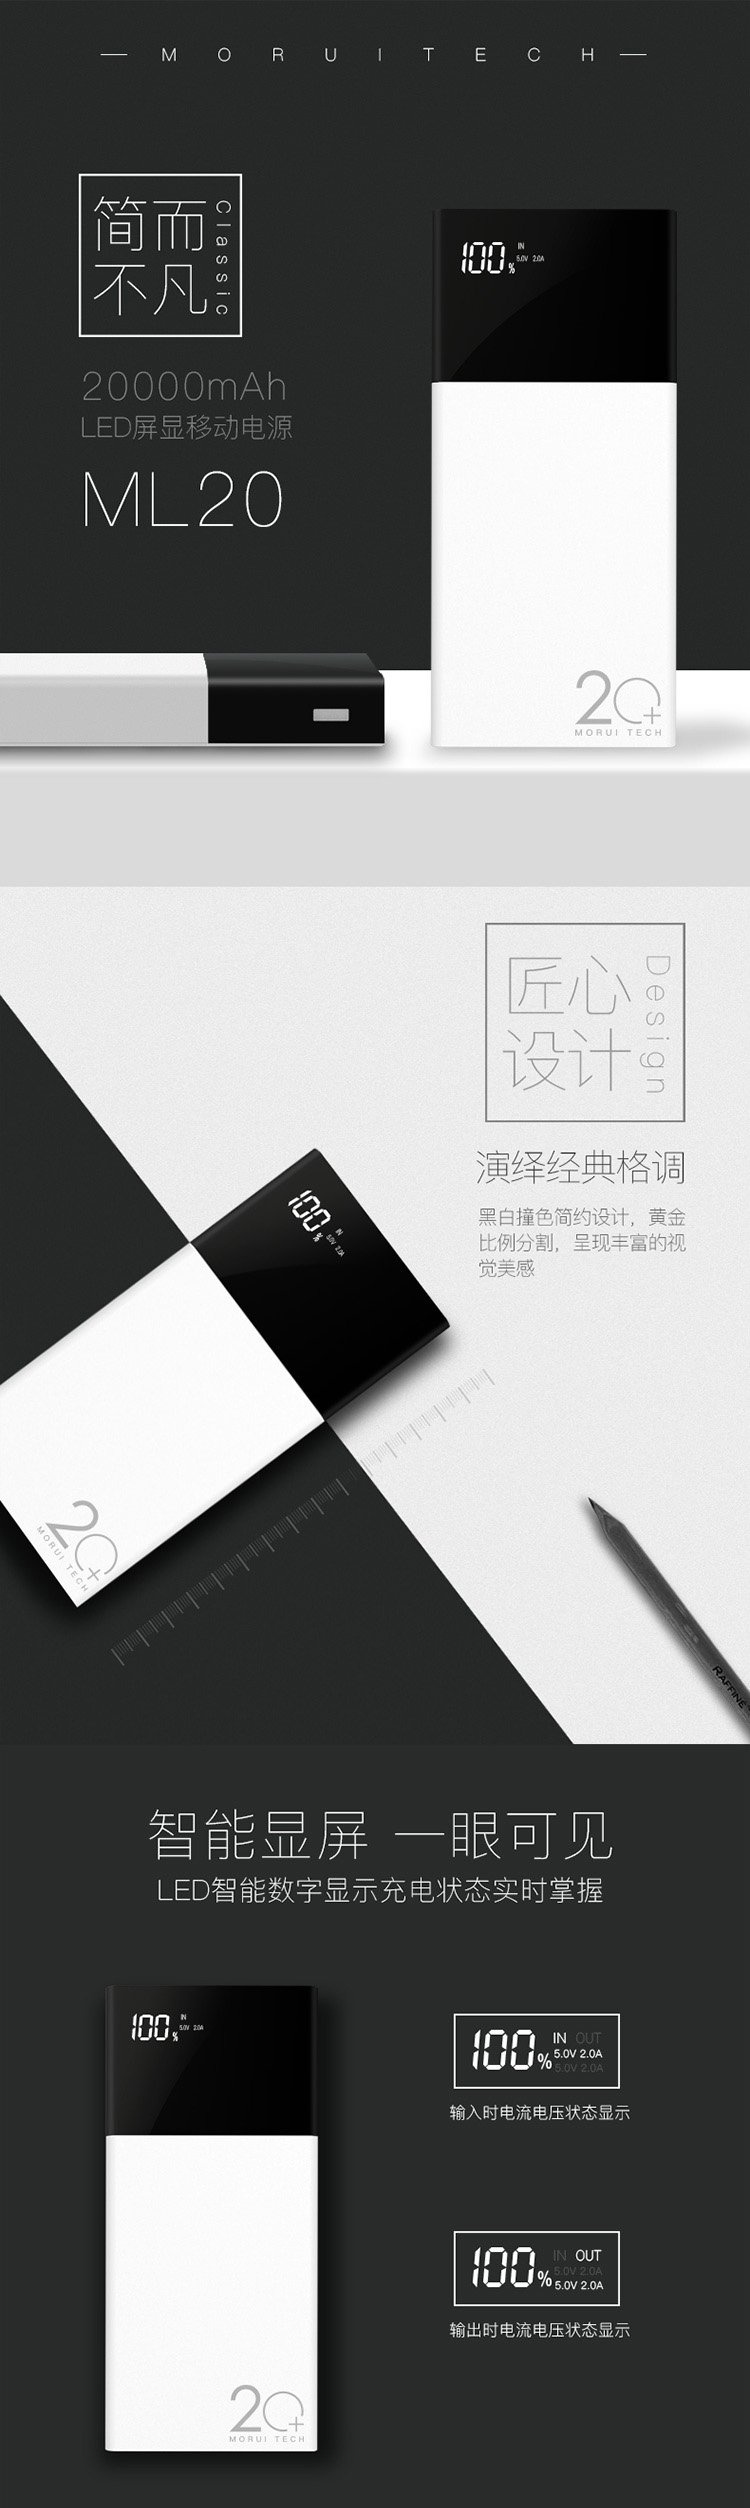 MORUITECH
简而
不凡
Classic
20000mAh
LED屏显移动电源
ML20
100% IN
5.0V 2.0A
20+
MORUI TECH
匠心
设计
Design
演绎经典格调
黑白撞色简约设计，黄金
比例分割，呈现丰富的视
觉美感
100% IN
5.0V 2.0A
20+
MORUI TECH
RAFFINE
智能显屏 一眼可见
LED智能数字显示充电状态实时掌握
100% IN
5.0V 2.0A
20+
MORUI TECH
100% IN OUT
5.0V 2.0A
5.0V 2.0A
输入时电流电压状态显示
100% IN OUT
5.0V 2.0A
5.0V 2.0A
输出时电流电压状态显示